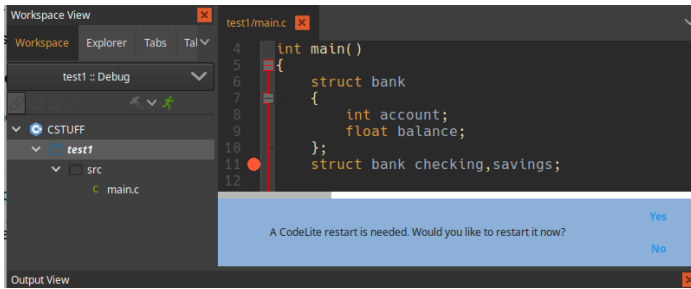 Workspace View
Workspace Explorer Tabs Tal
test1 :: Debug
CSTUFF
test1
src
main.c
test1/main.c
4 int main()
5 {
6 struct bank
7 {
8 int account;
9 float balance;
10 };
11 struct bank checking,savings;
12
A CodeLite restart is needed. Would you like to restart it now?
Yes
No
Output View